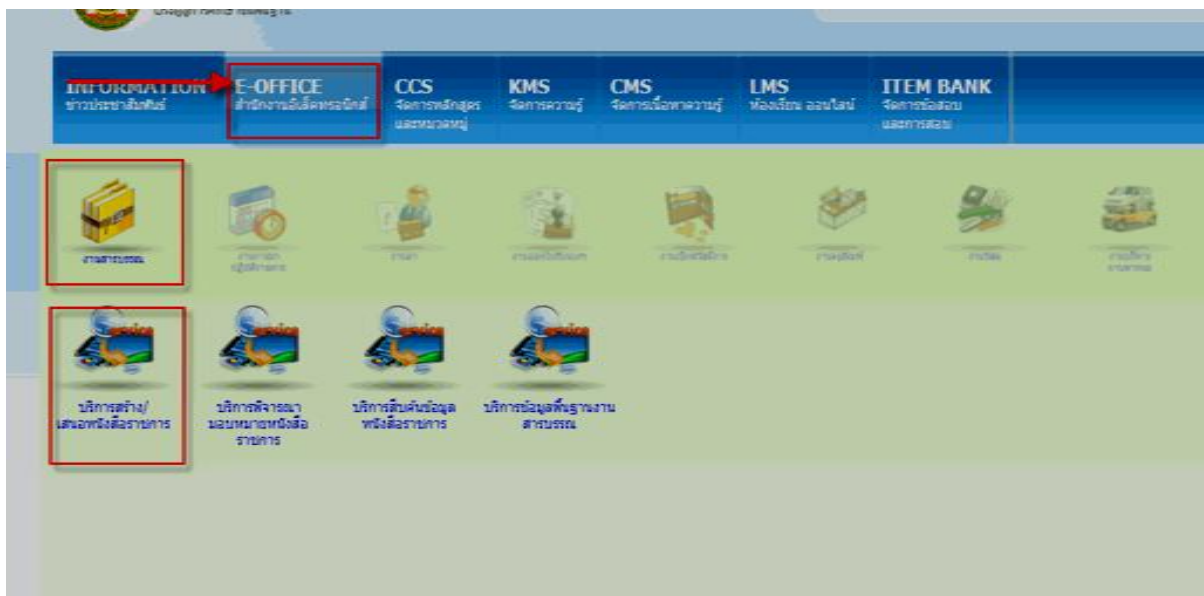 INFORMATION
ข่าวประชาสัมพันธ์
E-OFFICE
สำนักงานอิเล็คทรอนิกส์
CCS
จัดการหลักสูตร
และหมวดหมู่
KMS
จัดการความรู้
CMS
จัดการเนื้อหาความรู้
LMS
ห้องเรียน ออนไลน์
ITEM BANK
จัดการข้อสอบ
และการสอบ
งานสารบรรณ
งานลา
บริการสร้าง/
เสนอหนังสือราชการ
บริการพิจารณา
มอบหมายหนังสือ
ราชการ
บริการสืบค้นข้อมูล
หนังสือราชการ
บริการข้อมูลพื้นฐานงาน
สารบรรณ